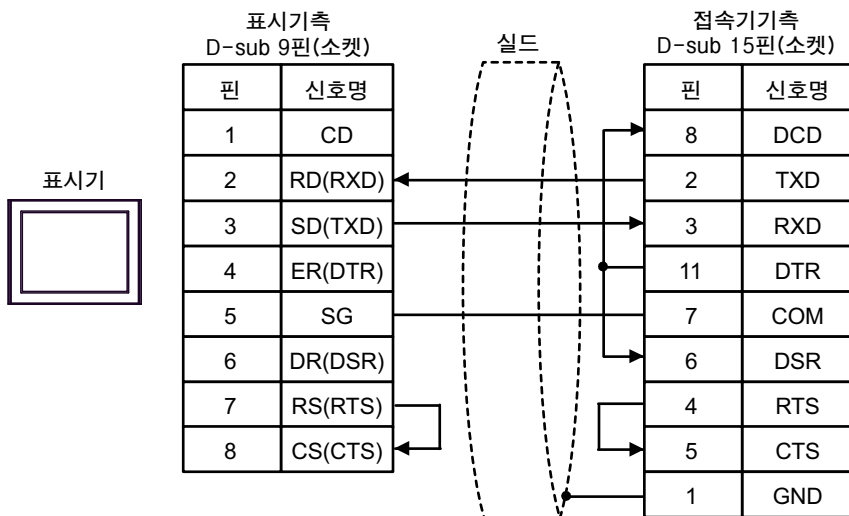 표시기측
D-sub 9핀(소켓)
실드
접속기기측
D-sub 15핀(소켓)
표시기
핀 신호명
1 CD
2 RD(RXD)
3 SD(TXD)
4 ER(DTR)
5 SG
6 DR(DSR)
7 RS(RTS)
8 CS(CTS)
핀 신호명
8 DCD
2 TXD
3 RXD
11 DTR
7 COM
6 DSR
4 RTS
5 CTS
1 GND